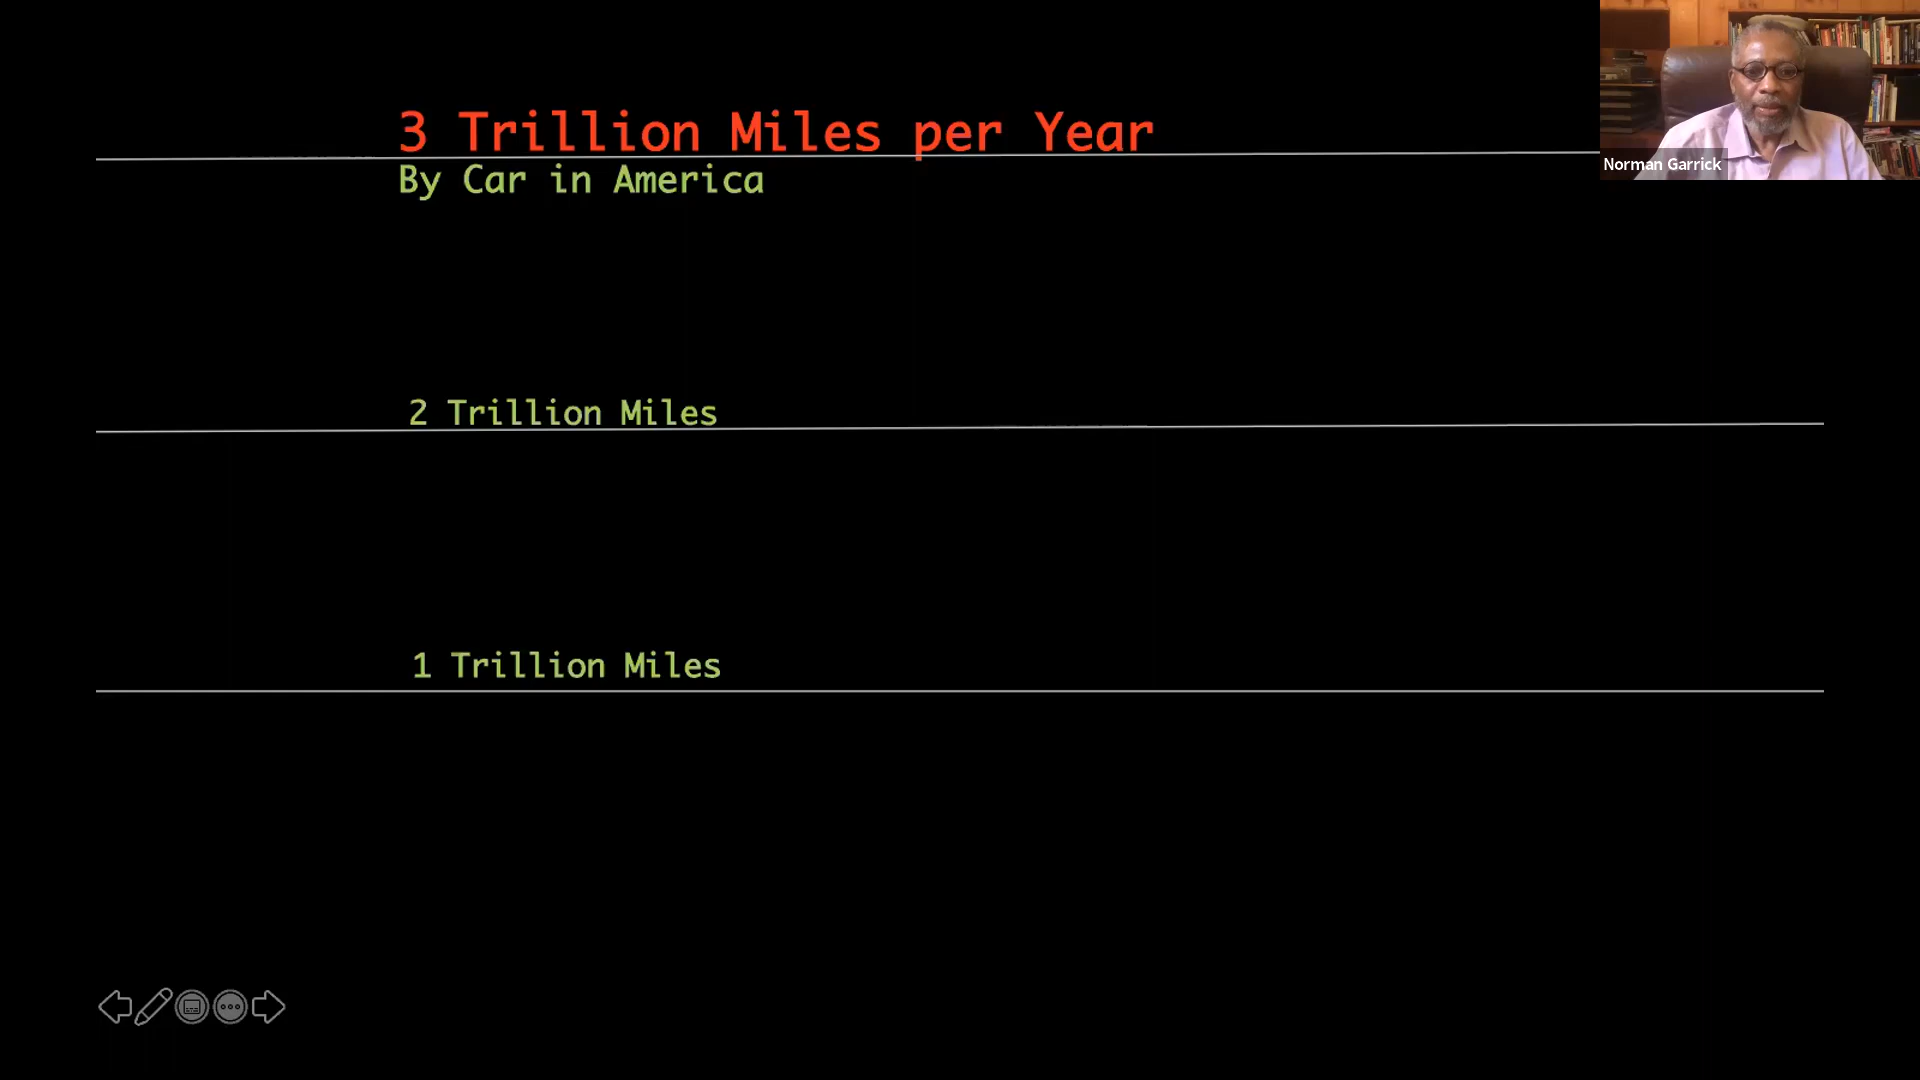 3 Trillion Miles per Year
By Car in America
Norman Garrick
2 Trillion Miles
1 Trillion Miles